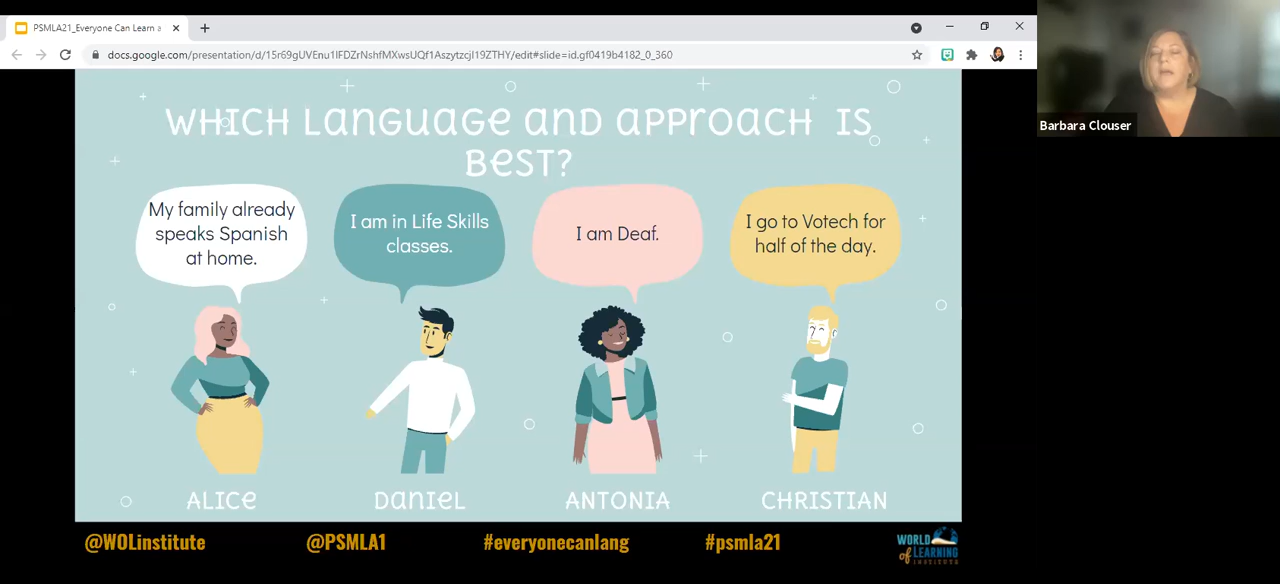 PSMLA21_Everyone Can Learn a
docs.google.com/presentation/d/15r69gUVEnu1lFDZrNshfMXwsUQf1Aszytzcjl19ZTHY/edit#slide=id.gf0419b4182_0_360
Barbara Clouser
WHICH LANGUAGE AND APPROACH IS
BEST?
My family already
speaks Spanish
at home.
I am in Life Skills
classes.
I am Deaf.
I go to Votech for
half of the day.
ALICE
DANIEL
ANTONIA
CHRISTIAN
@WOLinstitute
@PSMLA1
#everyonecanlang
#psmla21
WORLD
of LEARNING
INSTITUTE